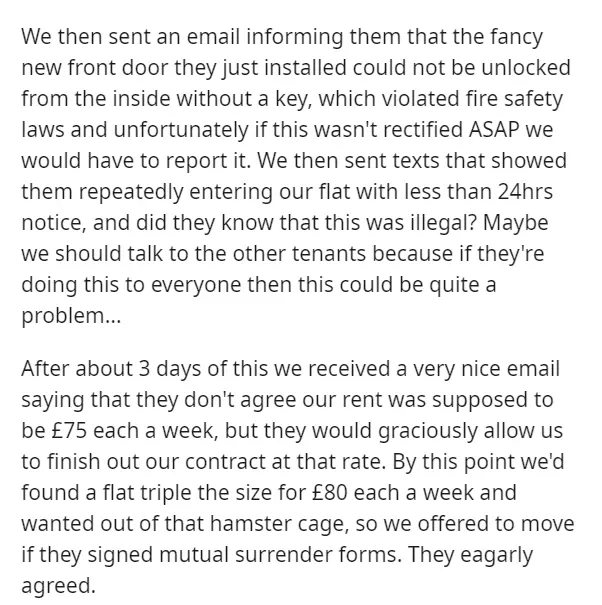 We then sent an email informing them that the fancy
new front door they just installed could not be unlocked
from the inside without a key, which violated fire safety
laws and unfortunately if this wasn't rectified ASAP we
would have to report it. We then sent texts that showed
them repeatedly entering our flat with less than 24hrs
notice, and did they know that this was illegal? Maybe
we should talk to the other tenants because if they're
doing this to everyone then this could be quite a
problem...
After about 3 days of this we received a very nice email
saying that they don't agree our rent was supposed to
be £75 each a week, but they would graciously allow us
to finish out our contract at that rate. By this point we'd
found a flat triple the size for £80 each a week and
wanted out of that hamster cage, so we offered to move
if they signed mutual surrender forms. They eagarly
agreed.